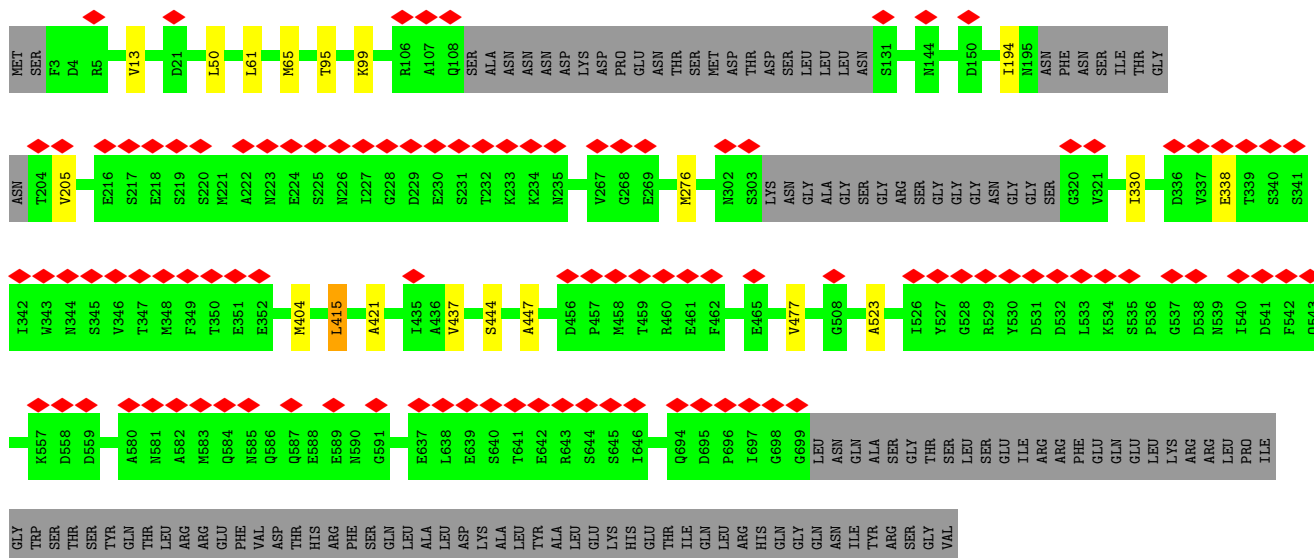 MET SER F3 D4 R5 V13 D21 L50 L61 M65 T95 K99 R106 A107 Q108 SER ALA ASN ASN ASN ASP LYS ASP PRO GLU ASN THR SER MET ASP THR ASP SER LEU LEU LEU ASN S131 N144 D150 I194 N195 ASN PHE ASN SER ILE THR GLY
ASN T204 V205 E216 S217 E218 S219 S220 M221 A222 N223 E224 S225 N226 I227 G228 D229 E230 S231 T232 K233 K234 N235 V267 G268 E269 M276 N302 S303 LYS ASN GLY ALA GLY SER GLY ARG SER GLY GLY GLY ASN GLY GLY SER G320 V321 I330 D336 V337 E338 T339 S340 S341
I342 W343 N344 S345 V346 T347 M348 F349 T350 E351 E352 M404 L415 A421 I435 A436 V437 S444 A447 D456 P457 M458 T459 R460 E461 F462 E465 V477 G508 A523 I526 Y527 G528 R529 Y530 D531 D532 L533 K534 S535 P536 G537 D538 N539 I540 D541 F542
K557 D558 D559 A580 N581 A582 M583 Q584 N585 Q586 Q587 E588 E589 N590 G591 E637 L638 E639 S640 T641 E642 R643 S644 S645 I646 Q694 D695 P696 I697 G698 G699 LEU ASN GLN ALA SER GLY THR SER LEU SER GLU ILE ARG ARG PHE GLU GLN GLU LEU LYS ARG ARG LEU PRO ILE
GLY TRP SER THR SER TYR GLN THR LEU ARG ARG GLU PHE VAL ASP THR HIS ARG PHE SER GLN LEU ALA LEU ASP LYS ALA LEU TYR ALA LEU GLU LYS HIS GLU THR ILE GLN LEU ARG HIS GLN GLY GLN ASN ILE TYR ARG SER GLY VAL